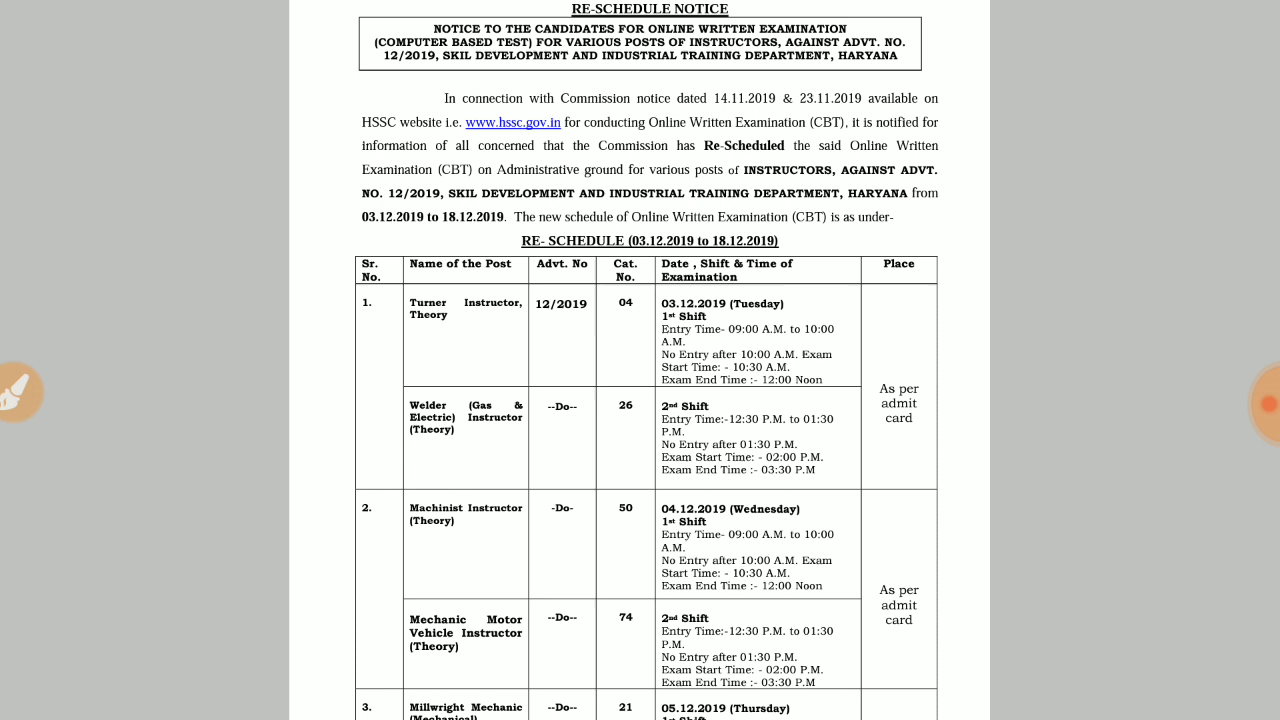 RE-SCHEDULE NOTICE
NOTICE TO THE CANDIDATES FOR ONLINE WRITTEN EXAMINATION
(COMPUTER BASED TEST) FOR VARIOUS POSTS OF INSTRUCTORS, AGAINST ADVT. NO.
12/2019, SKIL DEVELOPMENT AND INDUSTRIAL TRAINING DEPARTMENT, HARYANA
In connection with Commission notice dated 14.11.2019 & 23.11.2019 available on
HSSC website i.e. www.hssc.gov.in for conducting Online Written Examination (CBT), it is notified for
information of all concerned that the Commission has Re-Scheduled the said Online Written
Examination (CBT) on Administrative ground for various posts of INSTRUCTORS, AGAINST ADVT.
NO. 12/2019, SKIL DEVELOPMENT AND INDUSTRIAL TRAINING DEPARTMENT, HARYANA from
03.12.2019 to 18.12.2019. The new schedule of Online Written Examination (CBT) is as under-
RE- SCHEDULE (03.12.2019 to 18.12.2019)
Sr. No.
Name of the Post
Advt. No
Cat. No.
Date , Shift & Time of Examination
Place
1.
Turner Instructor,
Theory
12/2019
04
03.12.2019 (Tuesday)
1st Shift
Entry Time- 09:00 A.M. to 10:00
A.M.
No Entry after 10:00 A.M. Exam
Start Time: - 10:30 A.M.
Exam End Time :- 12:00 Noon
As per
admit
card
Welder (Gas &
Electric) Instructor
(Theory)
--Do--
26
2nd Shift
Entry Time:-12:30 P.M. to 01:30
P.M.
No Entry after 01:30 P.M.
Exam Start Time: - 02:00 P.M.
Exam End Time :- 03:30 P.M
2.
Machinist Instructor
(Theory)
-Do-
50
04.12.2019 (Wednesday)
1st Shift
Entry Time- 09:00 A.M. to 10:00
A.M.
No Entry after 10:00 A.M. Exam
Start Time: - 10:30 A.M.
Exam End Time :- 12:00 Noon
As per
admit
card
Mechanic Motor
Vehicle Instructor
(Theory)
--Do--
74
2nd Shift
Entry Time:-12:30 P.M. to 01:30
P.M.
No Entry after 01:30 P.M.
Exam Start Time: - 02:00 P.M.
Exam End Time :- 03:30 P.M
3.
Millwright Mechanic
(Mechanical)
--Do--
21
05.12.2019 (Thursday)
1st Shift